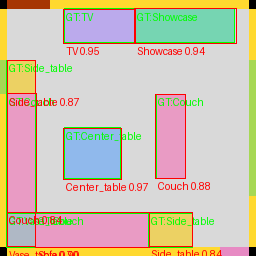 GT:TV
GT:Showcase
TV 0.95
Showcase 0.94
GT:Side_table
Side_table 0.87
GT:Couch
GT:Center_table
Center_table 0.97
Couch 0.88
Couch 0.84
GT:Side_table
Side_table 0.84